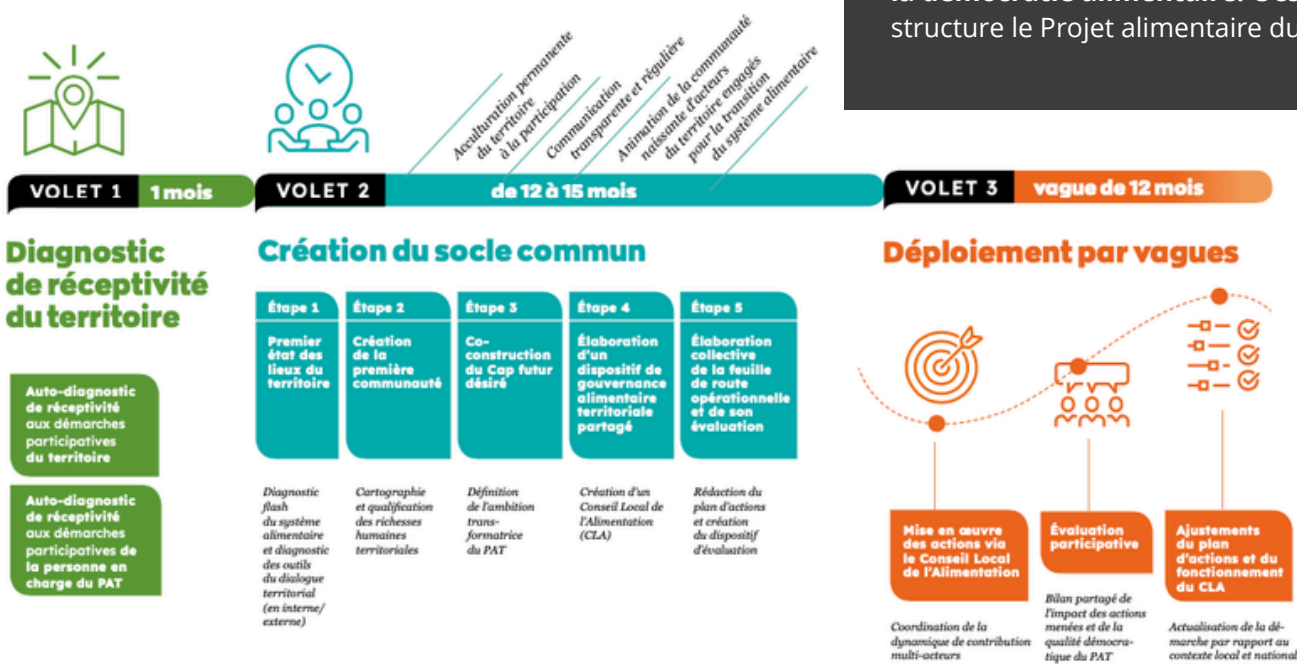 structure le Projet alimentaire du
Acculturation permanente
du territoire
à la participation
Communication
transparente et régulière
Animation de la communauté
naissante d'acteurs
du territoire engagés
pour la transition
du système alimentaire
VOLET 1 1 mois
VOLET 2 de 12 à 15 mois
VOLET 3 vague de 12 mois
Diagnostic
de réceptivité
du territoire
Auto-diagnostic
de réceptivité
aux démarches
participatives
du territoire
Auto-diagnostic
de réceptivité
aux démarches
participatives de
la personne en
charge du PAT
Création du socle commun
Étape 1
Premier
état des
lieux du
territoire
Diagnostic
flash
du système
alimentaire
et diagnostic
des outils
du dialogue
territorial
(en interne/
externe)
Étape 2
Création
de la
première
communauté
Cartographie
et qualification
des richesses
humaines
territoriales
Étape 3
Co-
construction
du Cap futur
désiré
Définition
de l'ambition
trans-
formatrice
du PAT
Étape 4
Élaboration
d'un
dispositif de
gouvernance
alimentaire
territoriale
partagé
Création d'un
Conseil Local de
l'Alimentation
(CLA)
Étape 5
Élaboration
collective
de la feuille
de route
opérationnelle
et de son
évaluation
Rédaction du
plan d'actions
et création
du dispositif
d'évaluation
Déploiement par vagues
Mise en œuvre
des actions via
le Conseil Local
de l'Alimentation
Coordination de la
dynamique de contribution
multi-acteurs
Évaluation
participative
Bilan partagé de
l'impact des actions
menées et de la
qualité démocra-
tique du PAT
Ajustements
du plan
d'actions et du
fonctionnement
du CLA
Actualisation de la dé-
marche par rapport au
contexte local et national